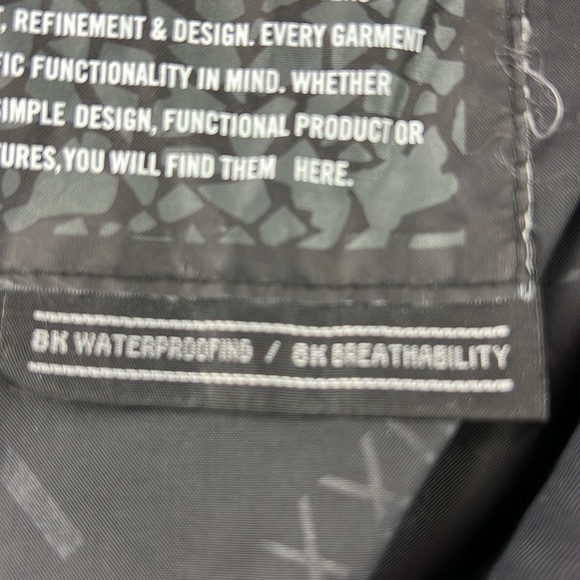 , REFINEMENT & DESIGN. EVERY GARMENT
FIC FUNCTIONALITY IN MIND. WHETHER
SIMPLE DESIGN, FUNCTIONAL PRODUCT OR
TURES, YOU WILL FIND THEM HERE.
8K WATERPROOFING / 8K BREATHABILITY